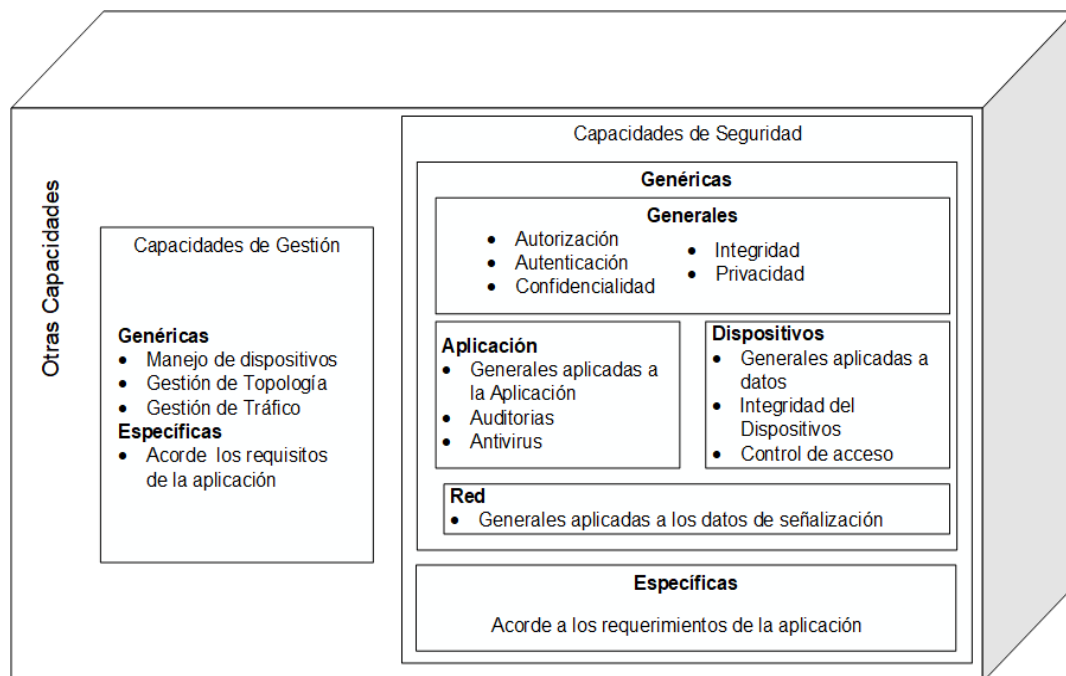 Otras Capacidades
Capacidades de Gestión
Genéricas
• Manejo de dispositivos
• Gestión de Topología
• Gestión de Tráfico
Específicas
• Acorde los requisitos
de la aplicación
Capacidades de Seguridad
Genéricas
Generales
• Autorización
• Autenticación
• Confidencialidad
• Integridad
• Privacidad
Aplicación
• Generales aplicadas a
la Aplicación
• Auditorias
• Antivirus
Dispositivos
• Generales aplicadas a
datos
• Integridad del
Dispositivos
• Control de acceso
Red
• Generales aplicadas a los datos de señalización
Específicas
Acorde a los requerimientos de la aplicación